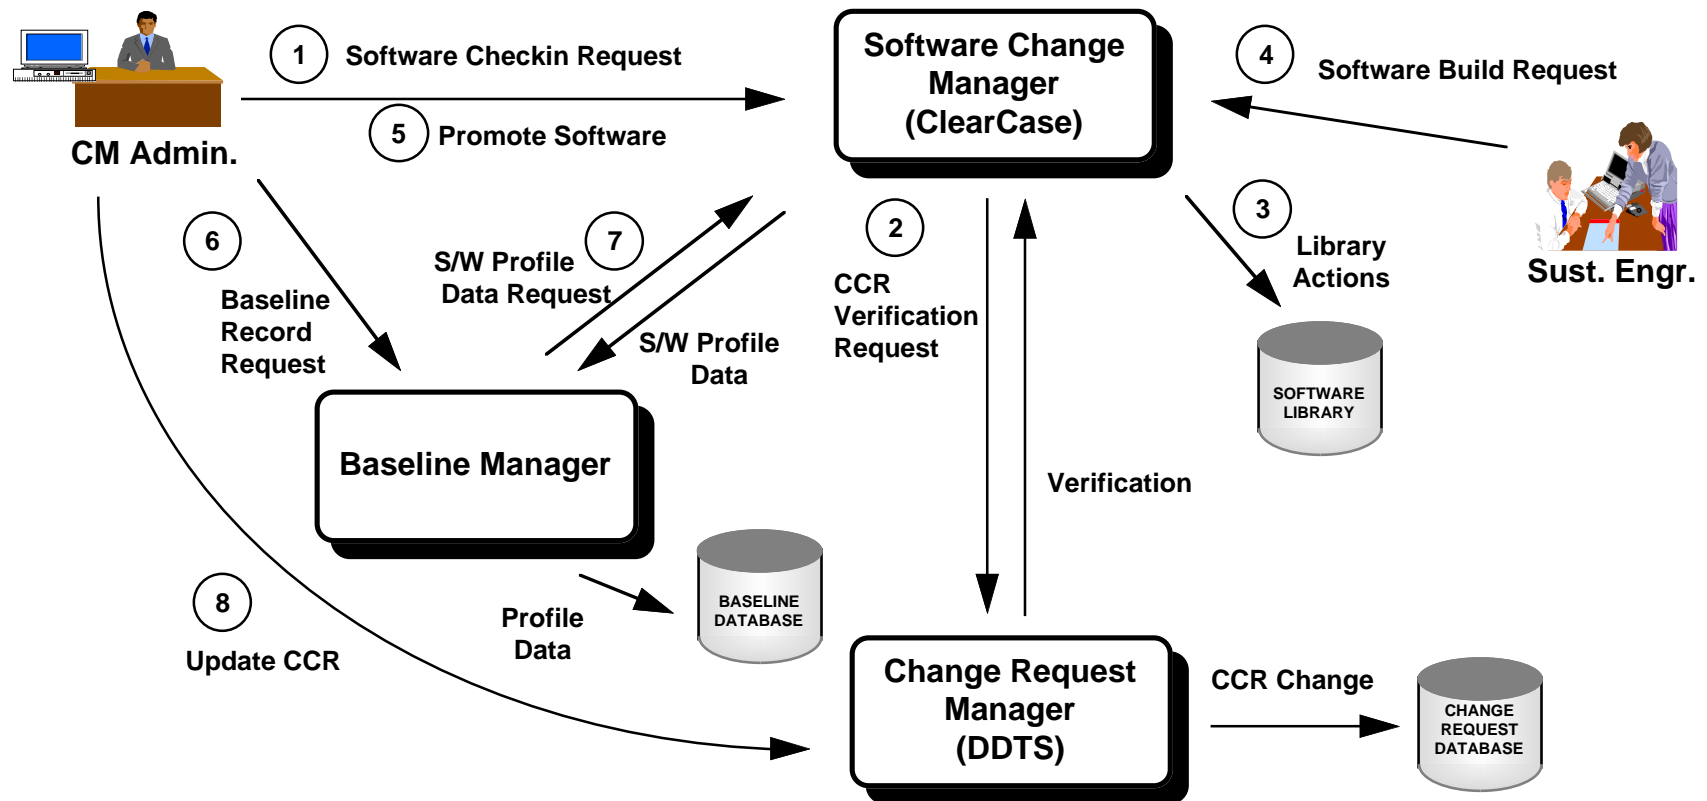 1
Software Checkin Request
5
Promote Software
CM Admin.
Software Change
Manager
(ClearCase)
4
Software Build Request
Sust. Engr.
6
Baseline
Record
Request
7
S/W Profile
Data Request
S/W Profile
Data
2
CCR
Verification
Request
3
Library
Actions
SOFTWARE
LIBRARY
Baseline Manager
Verification
8
Update CCR
Profile
Data
BASELINE
DATABASE
Change Request
Manager
(DDTS)
CCR Change
CHANGE
REQUEST
DATABASE